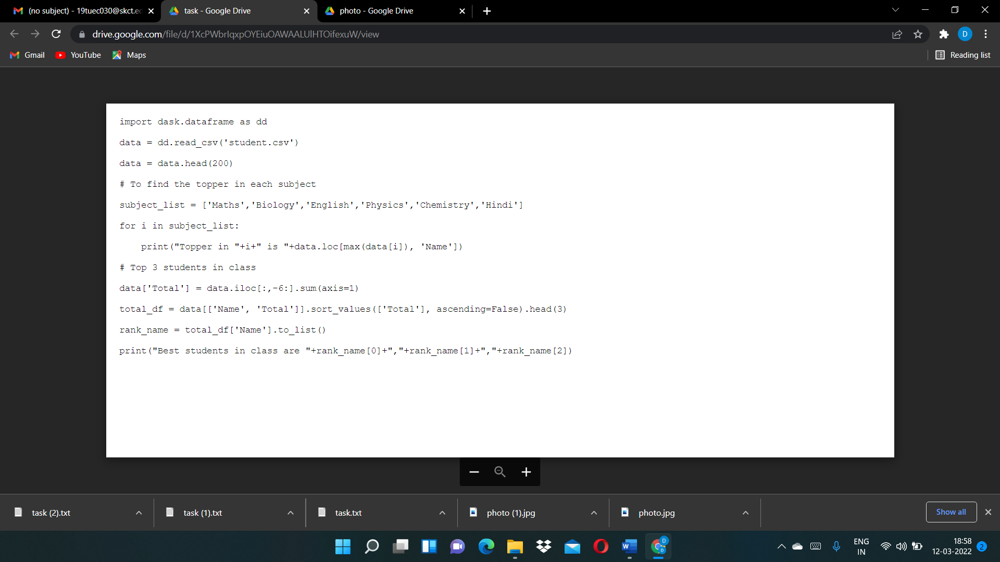 (no subject) - 19tuec030@skct.ec
task - Google Drive
photo - Google Drive
drive.google.com/file/d/1XcPWbrIqxpOYEiuOAWAALUlHTOifexuW/view
D
Gmail
YouTube
Maps
Reading list
import dask.dataframe as dd
data = dd.read_csv('student.csv')
data = data.head(200)
# To find the topper in each subject
subject_list = ['Maths','Biology','English','Physics','Chemistry','Hindi']
for i in subject_list:
    print("Topper in "+i+" is "+data.loc[max(data[i]), 'Name'])
# Top 3 students in class
data['Total'] = data.iloc[:,-6:].sum(axis=1)
total_df = data[['Name', 'Total']].sort_values(['Total'], ascending=False).head(3)
rank_name = total_df['Name'].to_list()
print("Best students in class are "+rank_name[0]+","+rank_name[1]+","+rank_name[2])
task (2).txt
task (1).txt
task.txt
photo (1).jpg
photo.jpg
Show all
W
D
D
ENG
IN
18:58
12-03-2022
2